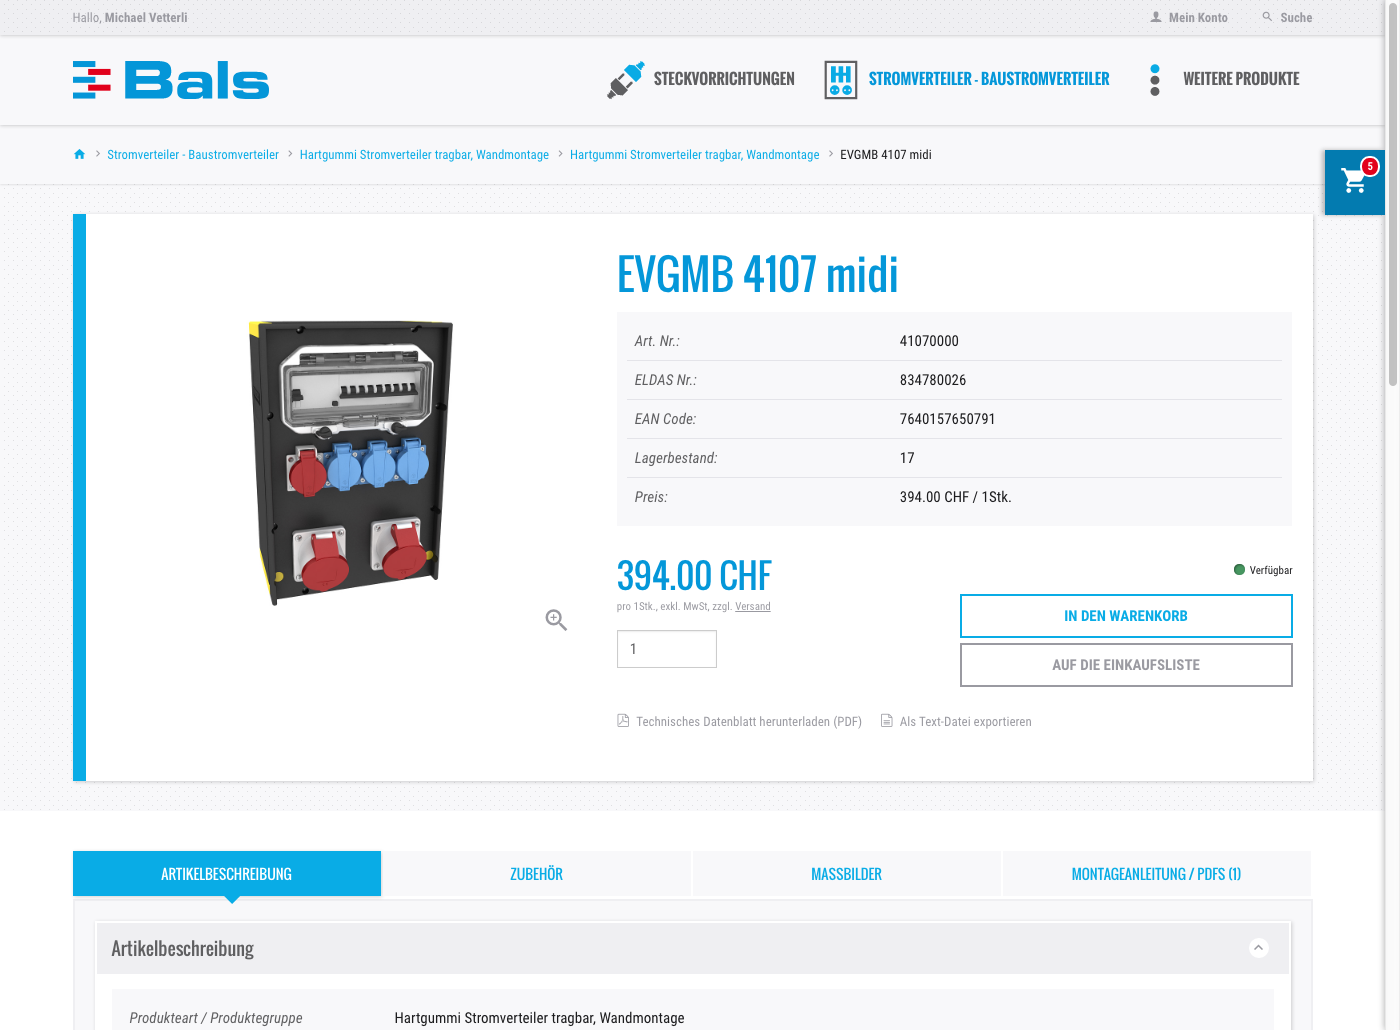 Hallo, Michael Vetterli
Mein Konto
Suche
Bals
STECKVORRICHTUNGEN
STROMVERTEILER - BAUSTROMVERTEILER
WEITERE PRODUKTE
Stromverteiler - Baustromverteiler > Hartgummi Stromverteiler tragbar, Wandmontage > Hartgummi Stromverteiler tragbar, Wandmontage > EVGMB 4107 midi
5
EVGMB 4107 midi
Art. Nr.: 41070000
ELDAS Nr.: 834780026
EAN Code: 7640157650791
Lagerbestand: 17
Preis: 394.00 CHF / 1Stk.
394.00 CHF
Verfügbar
pro 1Stk., exkl. MwSt, zzgl. Versand
IN DEN WARENKORB
1
AUF DIE EINKAUFSLISTE
Technisches Datenblatt herunterladen (PDF)
Als Text-Datei exportieren
ARTIKELBESCHREIBUNG
ZUBEHÖR
MASSBILDER
MONTAGEANLEITUNG / PDFS (1)
Artikelbeschreibung
Produkteart / Produktegruppe Hartgummi Stromverteiler tragbar, Wandmontage